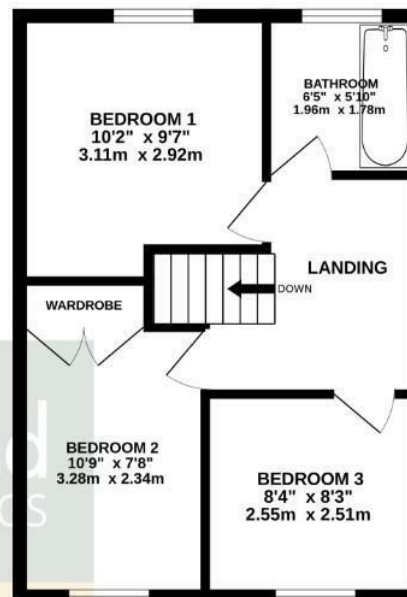 BEDROOM 1
10'2" x 9'7"
3.11m x 2.92m
BATHROOM
6'5" x 5'10"
1.96m x 1.78m
LANDING
DOWN
WARDROBE
BEDROOM 2
10'9" x 7'8"
3.28m x 2.34m
BEDROOM 3
8'4" x 8'3"
2.55m x 2.51m